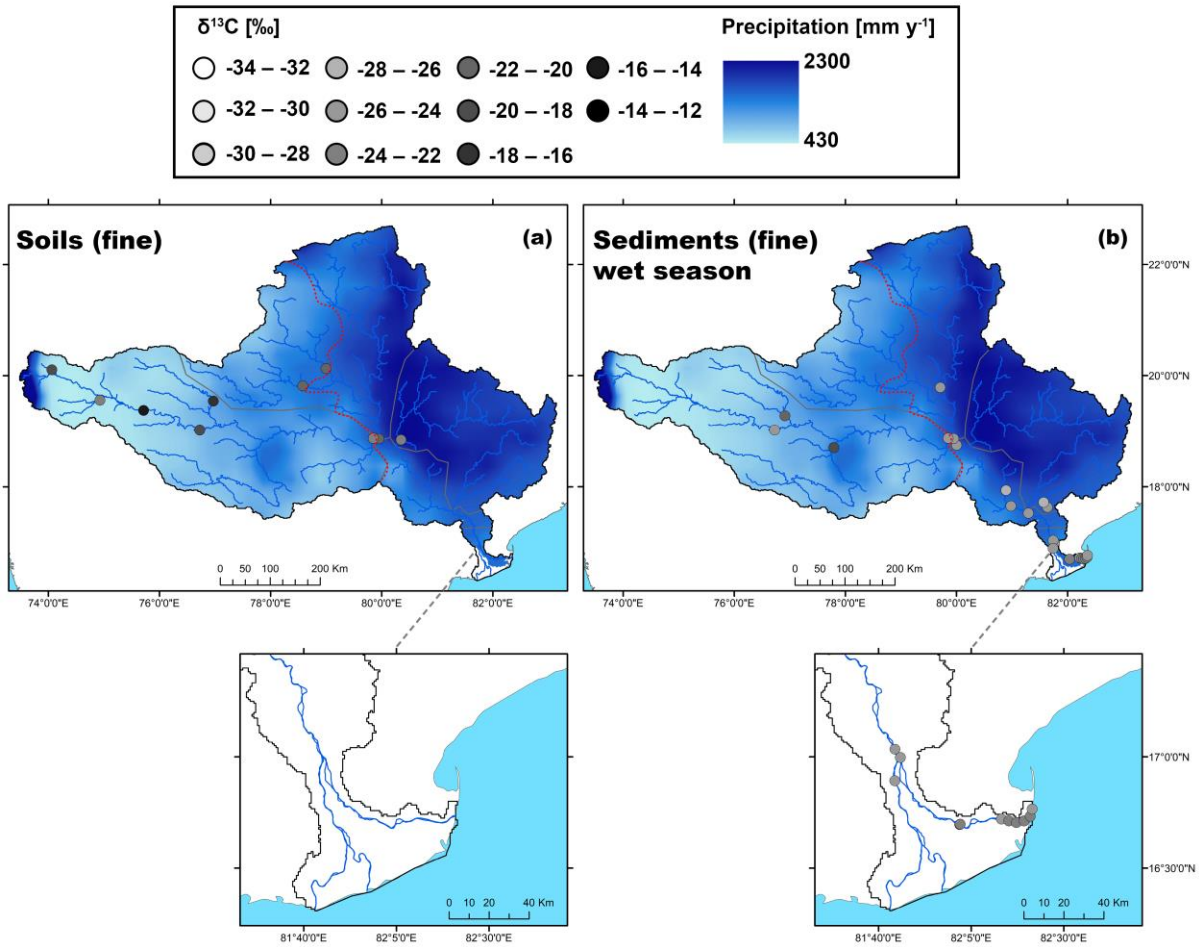 δ¹³C [‰]
Precipitation [mm y⁻¹]
-34 – -32
-28 – -26
-22 – -20
-16 – -14
2300
-32 – -30
-26 – -24
-20 – -18
-14 – -12
430
-30 – -28
-24 – -22
-18 – -16
Soils (fine)
(a)
Sediments (fine)
wet season
(b)
22°0'0"N
20°0'0"N
18°0'0"N
0 50 100 200 Km
0 50 100 200 Km
74°0'0"E 76°0'0"E 78°0'0"E 80°0'0"E 82°0'0"E
74°0'0"E 76°0'0"E 78°0'0"E 80°0'0"E 82°0'0"E
17°0'0"N
16°30'0"N
0 10 20 40 Km
0 10 20 40 Km
81°40'0"E 82°5'0"E 82°30'0"E
81°40'0"E 82°5'0"E 82°30'0"E